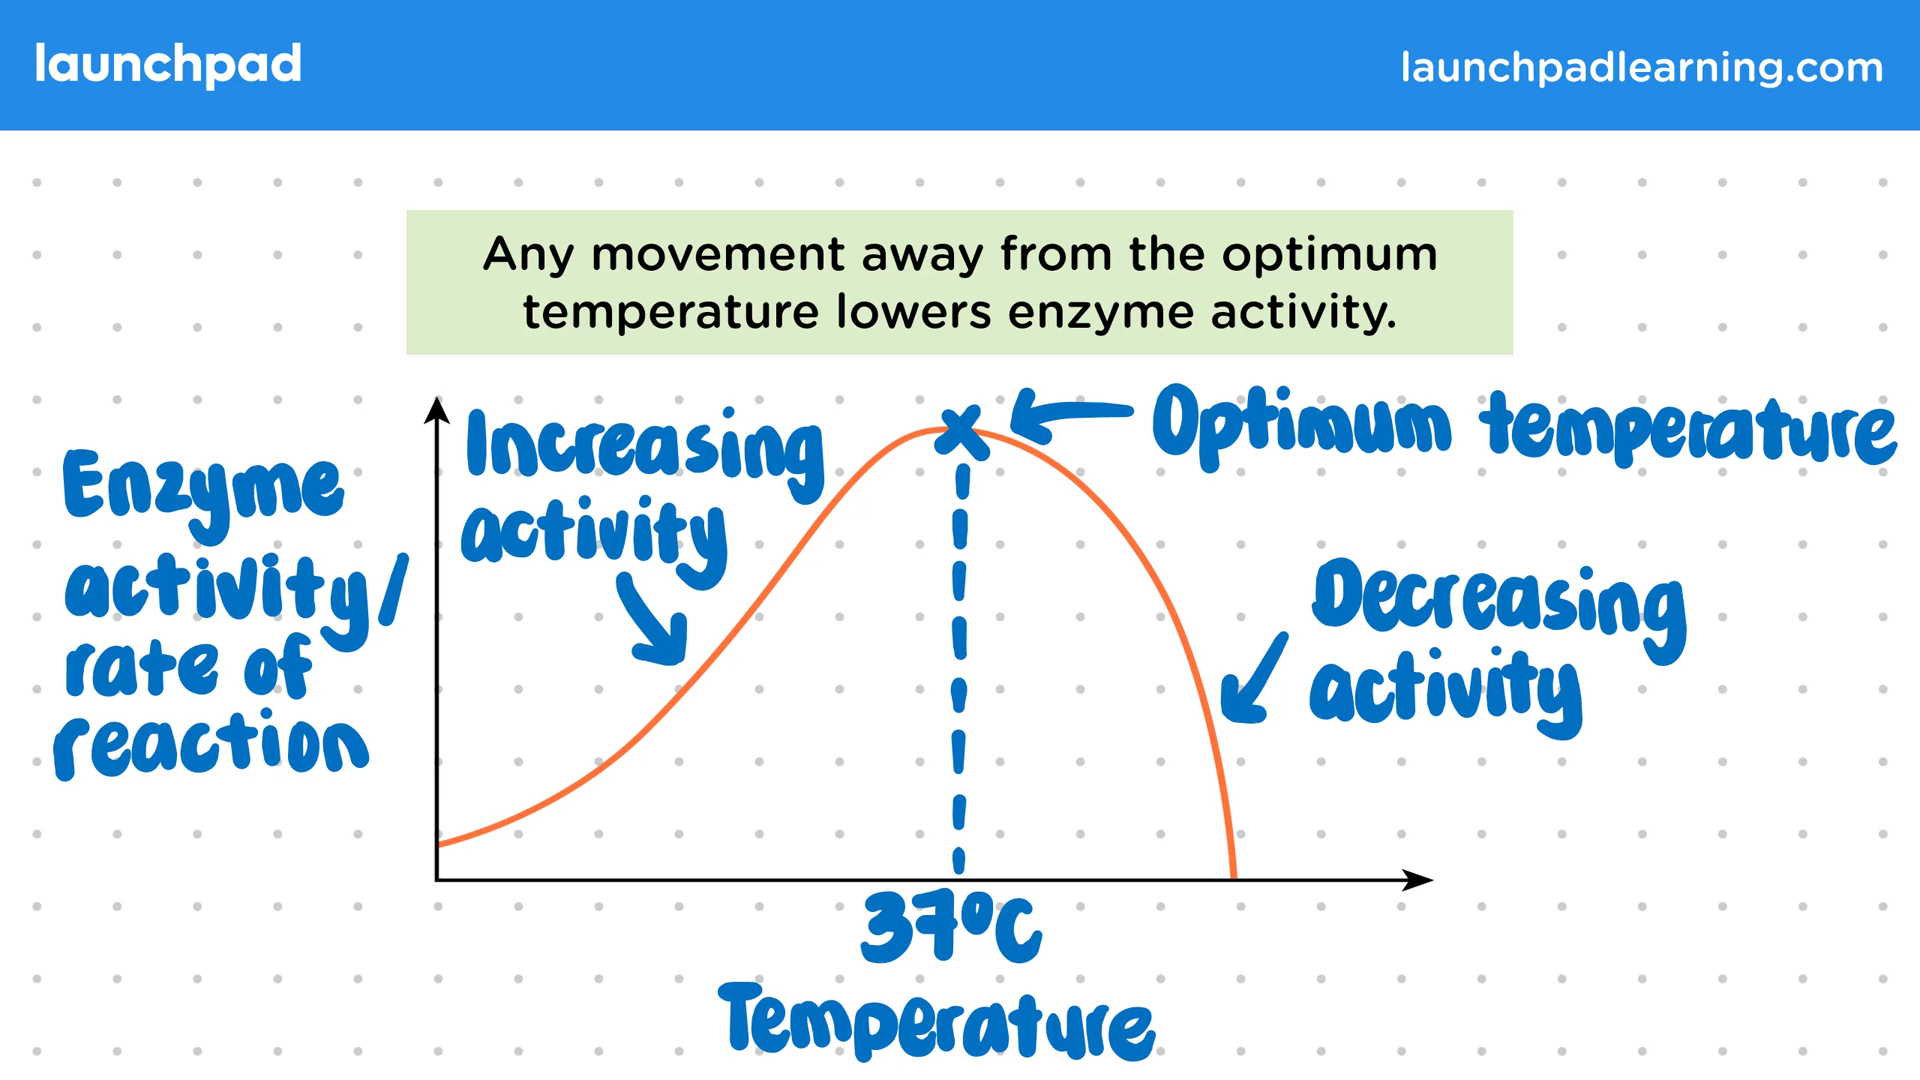 launchpad
launchpadlearning.com
Any movement away from the optimum
temperature lowers enzyme activity.
Enzyme
activity/
rate of
reaction
Increasing
activity
Optimum temperature
Decreasing
activity
37°C
Temperature